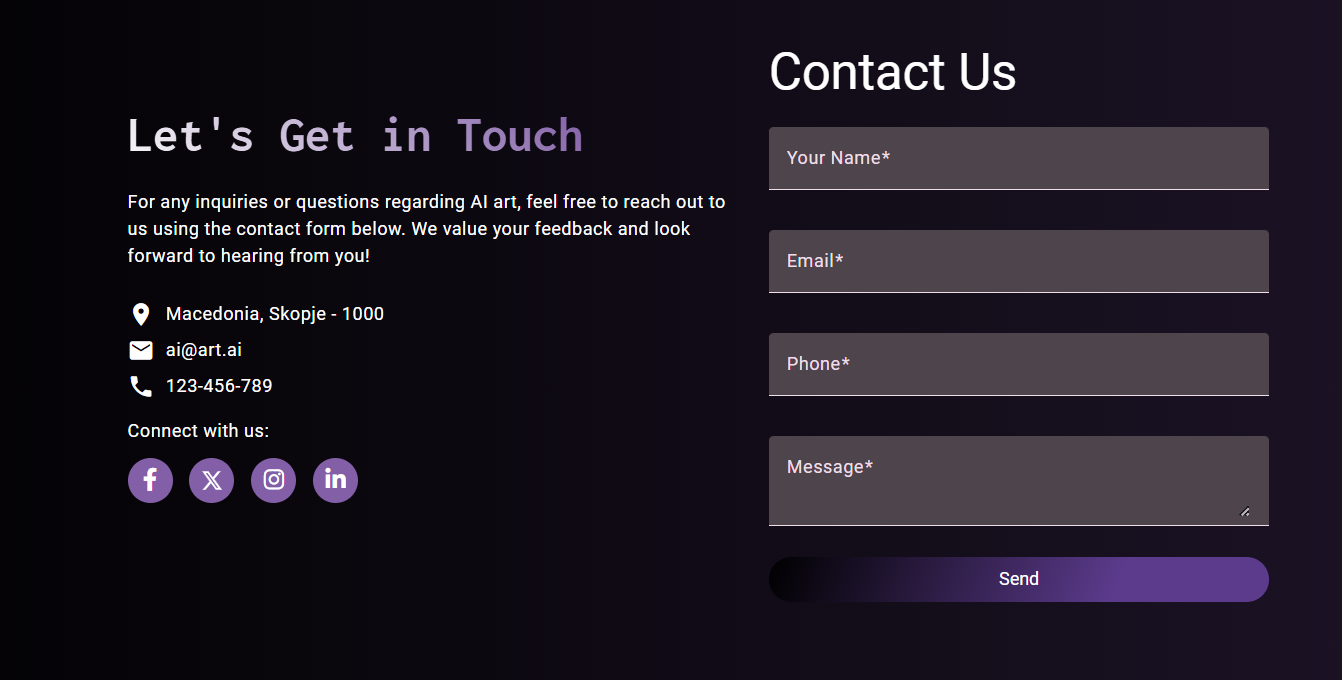 Let's Get in Touch
For any inquiries or questions regarding AI art, feel free to reach out to
us using the contact form below. We value your feedback and look
forward to hearing from you!
Macedonia, Skopje - 1000
ai@art.ai
123-456-789
Connect with us:
Contact Us
Your Name*
Email*
Phone*
Message*
Send